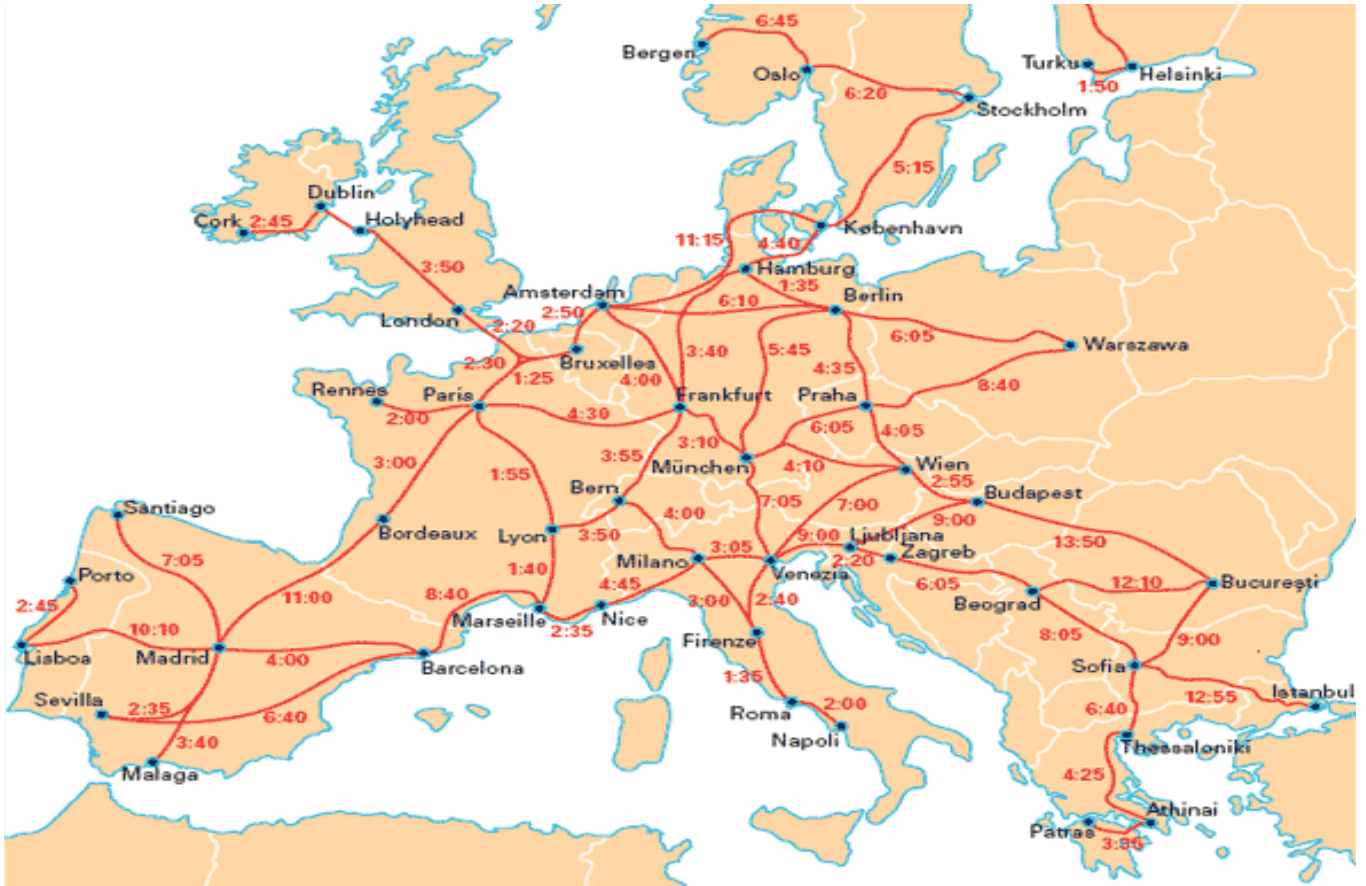 6:45
Bergen
Oslo
6:20
Stockholm
Turku
1:50
Helsinki
5:15
Dublin
Cork
2:45
Holyhead
3:50
London
København
11:15
4:40
Hamburg
1:35
Amsterdam
2:50
6:10
Berlin
6:05
Warszawa
2:20
2:30
1:25
Bruxelles
4:00
3:40
5:45
4:35
8:40
Rennes
2:00
Paris
4:30
Frankfurt
Praha
3:10
6:05
4:05
3:00
1:55
3:55
München
4:10
Wien
2:55
Bern
4:00
7:05
7:00
Budapest
9:00
13:50
Santiago
7:05
Bordeaux
Lyon
3:50
Milano
3:05
9:00
Ljubljana
2:20
Zagreb
Venezia
6:05
Beograd
12:10
Bucureşti
Porto
2:45
11:00
8:40
1:40
4:45
Marseille
2:35
Nice
3:00
2:40
Firenze
8:05
9:00
Lisboa
10:10
Madrid
4:00
Barcelona
1:35
Sofia
12:55
Istanbul
Sevilla
2:35
6:40
3:40
Malaga
Roma
2:00
Napoli
6:40
Thessaloniki
4:25
Athinai
Patras